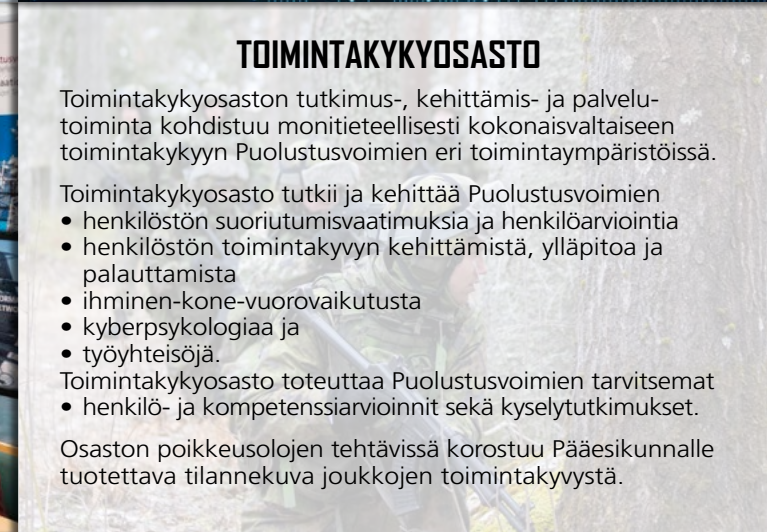 TOIMINTAKYKYOSASTO
Toimintakykyosaston tutkimus-, kehittämis- ja palvelu-
toiminta kohdistuu monitieteellisesti kokonaisvaltaiseen
toimintakykyyn Puolustusvoimien eri toimintaympäristöissä.
Toimintakykyosasto tutkii ja kehittää Puolustusvoimien
• henkilöstön suoriutumisvaatimuksia ja henkilöarviointia
• henkilöstön toimintakyvyn kehittämistä, ylläpitoa ja
palauttamista
• ihminen-kone-vuorovaikutusta
• kyberpsykologiaa ja
• työyhteisöjä.
Toimintakykyosasto toteuttaa Puolustusvoimien tarvitsemat
• henkilö- ja kompetenssiarvioinnit sekä kyselytutkimukset.
Osaston poikkeusolojen tehtävissä korostuu Pääesikunnalle
tuotettava tilannekuva joukkojen toimintakyvystä.